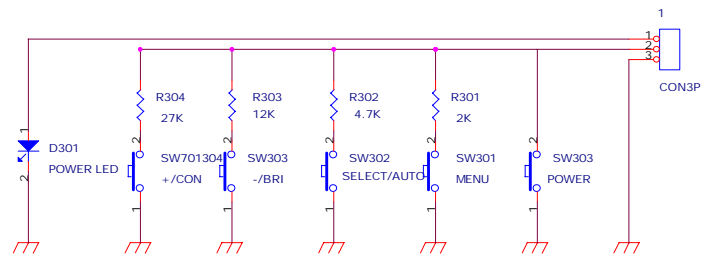 1
1
2
3
CON3P
R304
27K
R303
12K
R302
4.7K
R301
2K
1
2
D301
POWER LED
2
1
SW701304
+/CON
2
1
SW303
-/BRI
2
1
SW302
SELECT/AUTO
2
1
SW301
MENU
2
1
SW303
POWER